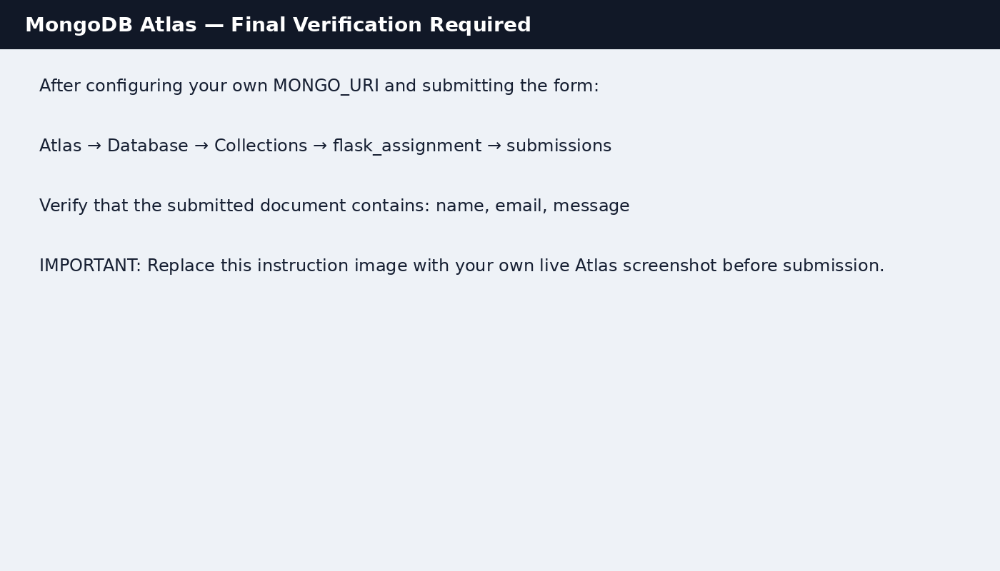 MongoDB Atlas — Final Verification Required
After configuring your own MONGO_URI and submitting the form:
Atlas → Database → Collections → flask_assignment → submissions
Verify that the submitted document contains: name, email, message
IMPORTANT: Replace this instruction image with your own live Atlas screenshot before submission.